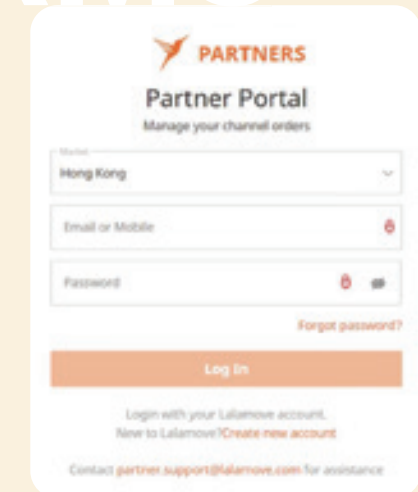 PARTNERS
Partner Portal
Manage your channel orders
Market
Hong Kong
Email or Mobile
Password
Forgot password?
Log In
Login with your Lalamove account.
New to Lalamove?Create new account
Contact partner.support@lalamove.com for assistance